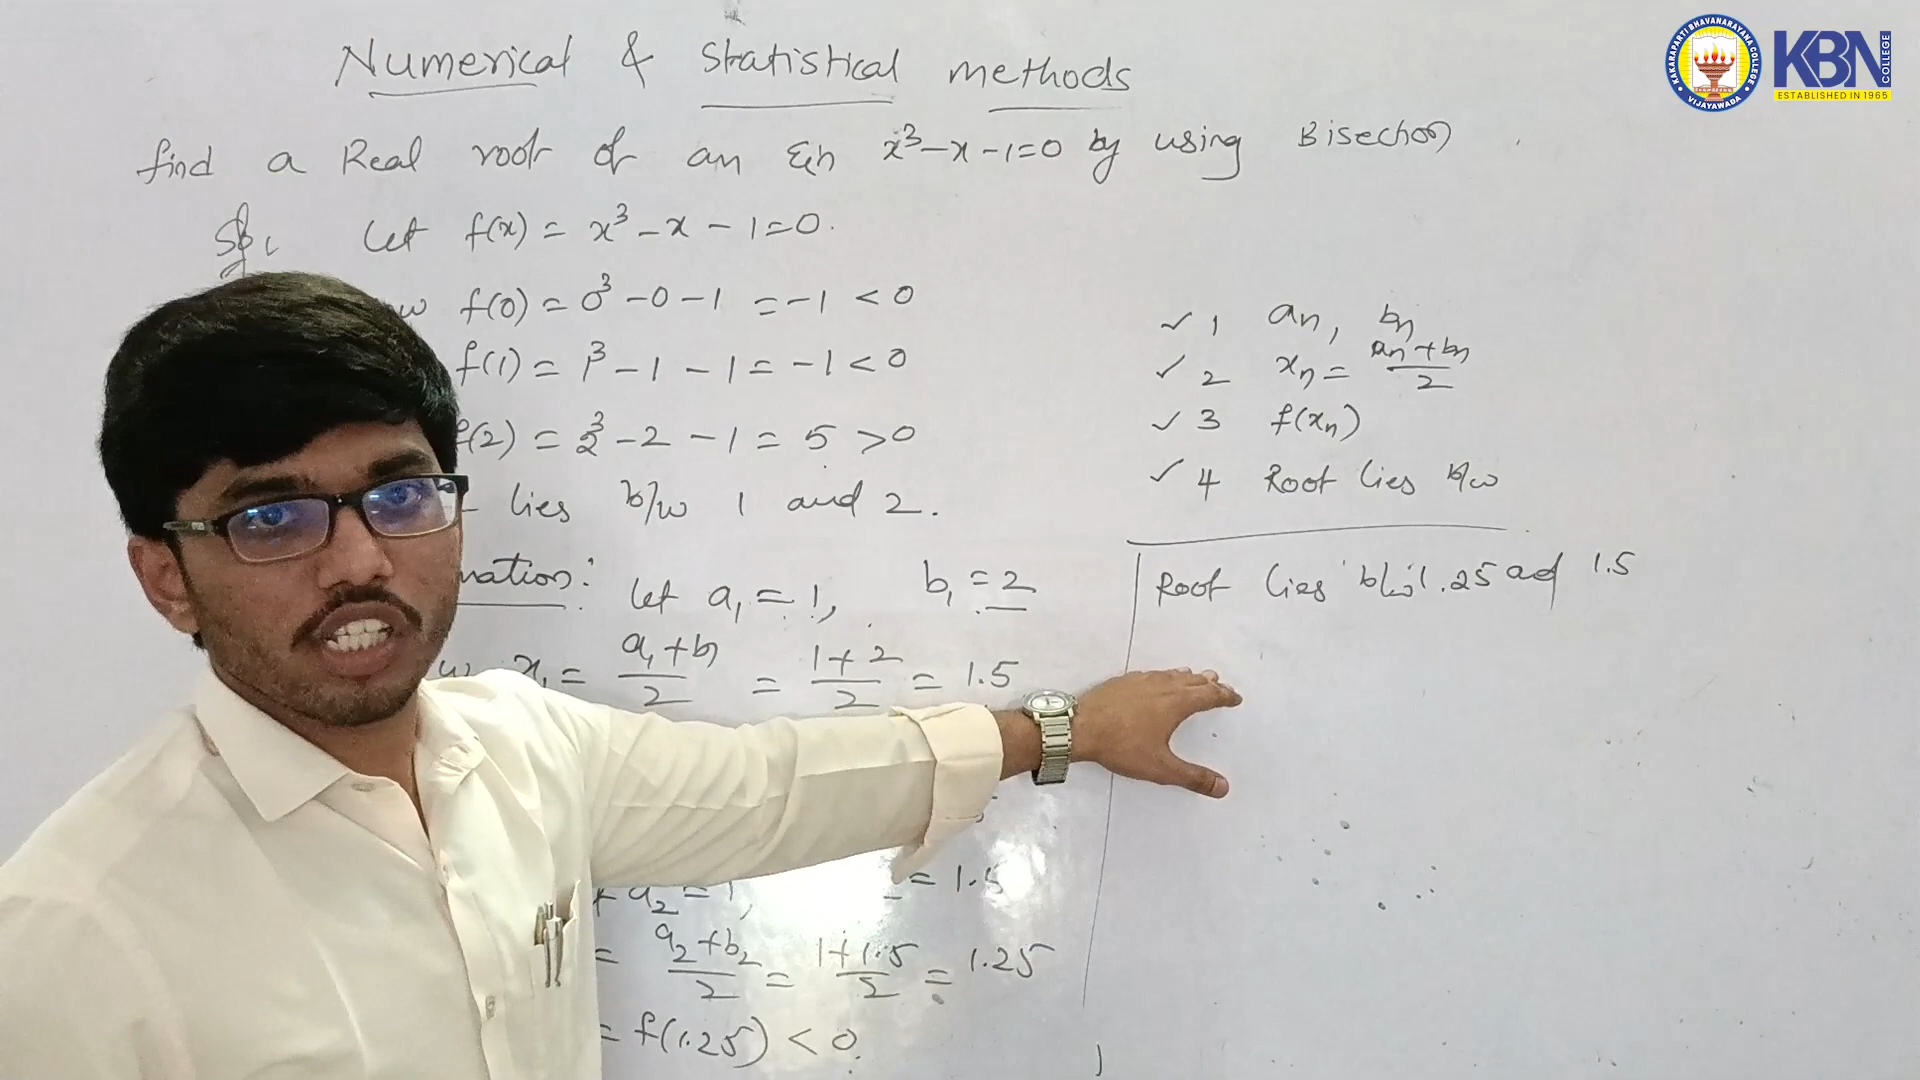 Numerical & Statistical methods
find a Real root of an Eqn x³-x-1=0 by using Bisection
Sol: Let f(x) = x³-x-1=0.
w f(0) = 0³-0-1 = -1 < 0
f(1) = 1³-1-1 = -1 < 0
f(2) = 2³-2-1 = 5 > 0
lies b/w 1 and 2.
mation: let a₁ = 1, b₁ = 2
w x₁ = a₁+b₁/2 = 1+2/2 = 1.5
a₂ = 1, = 1.5
= a₂+b₂/2 = 1+1.5/2 = 1.25
= f(1.25) < 0.
✓ 1 aₙ, bₙ
✓ 2 xₙ = aₙ+bₙ/2
✓ 3 f(xₙ)
✓ 4 Root lies b/w
Root lies b/w 1.25 and 1.5
KAKARAPARTI BHAVANARAYANA COLLEGE
VIJAYAWADA
KBN COLLEGE
ESTABLISHED IN 1965